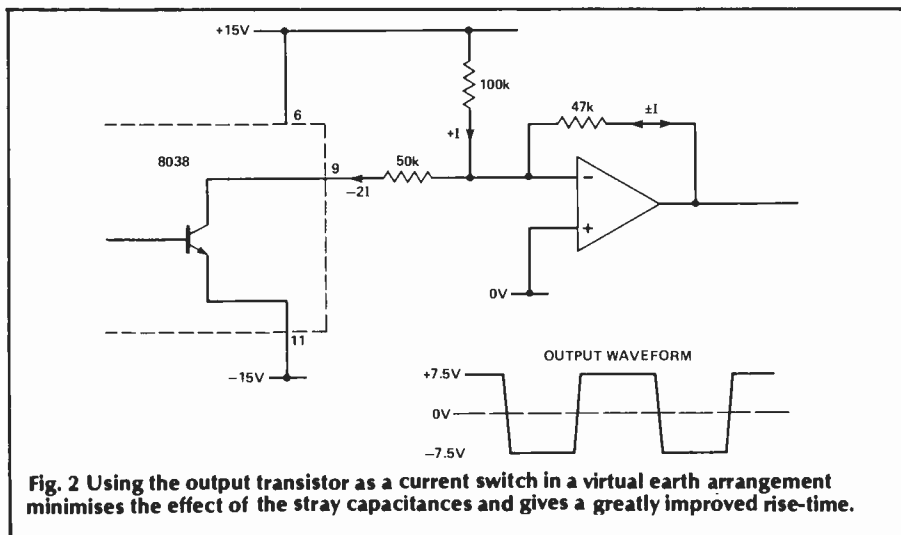 +15V
100k
47k
±I
+I
6
8038
9
50k
−2I
−
+
0V
11
−15V
OUTPUT WAVEFORM
+7.5V
0V
−7.5V
Fig. 2 Using the output transistor as a current switch in a virtual earth arrangement
minimises the effect of the stray capacitances and gives a greatly improved rise-time.